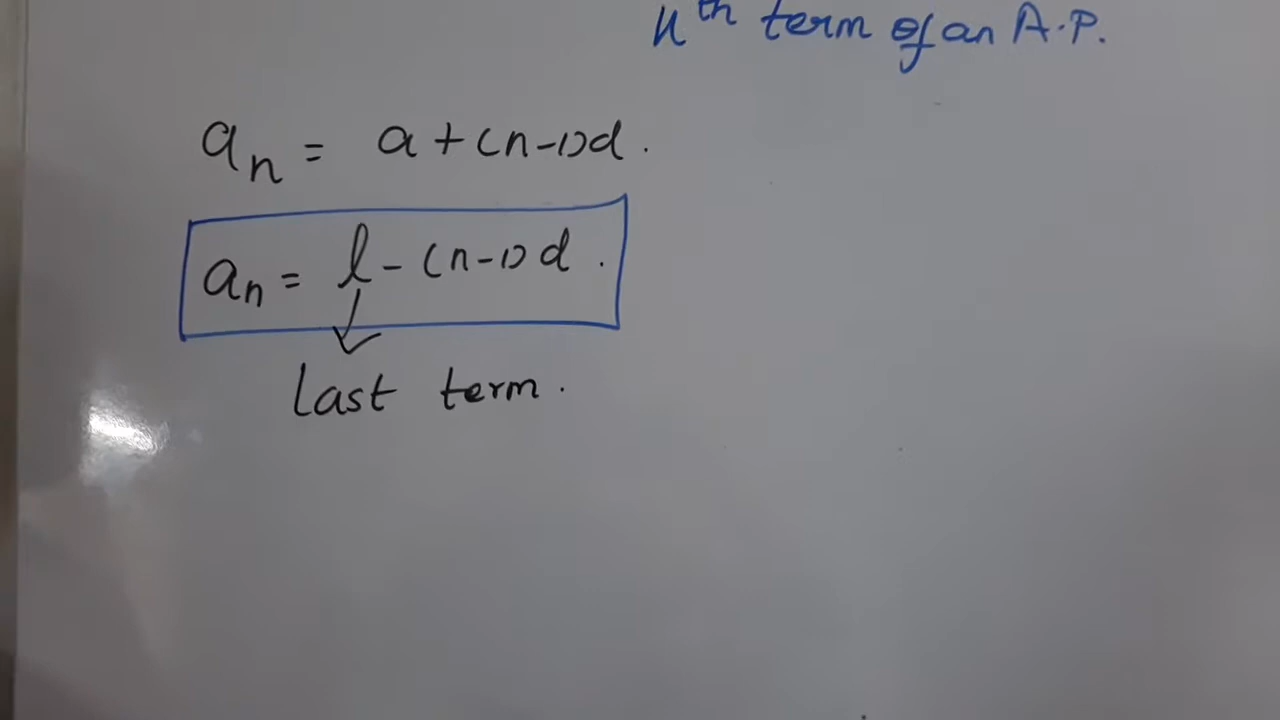 nth term of an A.P.
an = a + (n-1)d.
an = l - (n-1)d.
last term.